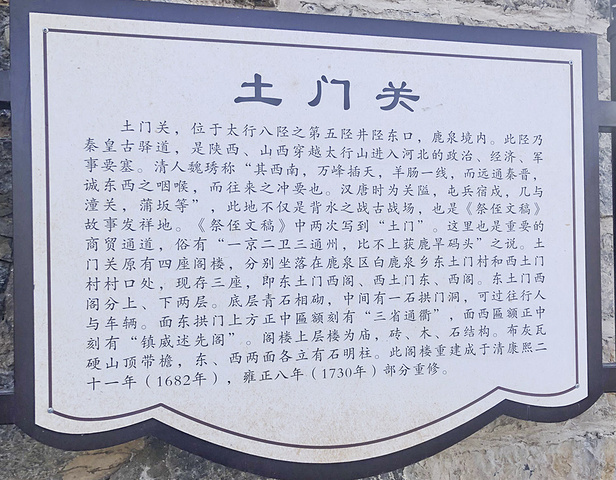 土门关
土门关，位于太行八陉之第五陉井陉东口，鹿泉境内。此陉乃
秦皇古驿道，是陕西、山西穿越太行山进入河北的政治、经济、军
事要塞。清人魏琇称“其西南，万峰插天，羊肠一线，而远通秦晋，
诚东西之咽喉，而往来之冲要也。汉唐时为关隘，屯兵宿戍，几与
潼关，蒲坂等”，此地不仅是背水之战古战场，也是《祭侄文稿》
故事发祥地。《祭侄文稿》中两次写到“土门”。这里也是重要的
商贸通道，俗有“一京二卫三通州，比不上获鹿旱码头”之说。土
门关原有四座阁楼，分别坐落在鹿泉区白鹿泉乡东土门村和西土门
村村口处，现存三座，即东土门西阁、西土门东、西阁。东土门西
阁分上、下两层。底层青石相砌，中间有一石拱门洞，可过往行人
与车辆。面东拱门上方正中匾额刻有“三省通衢”，面西匾额正中
刻有“镇威述先阁”。阁楼上层楼为庙，砖、木、石结构。布灰瓦
硬山顶带檐，东、西两面各立有石明柱。此阁楼重建成于清康熙二
十一年（1682年），雍正八年（1730年）部分重修。